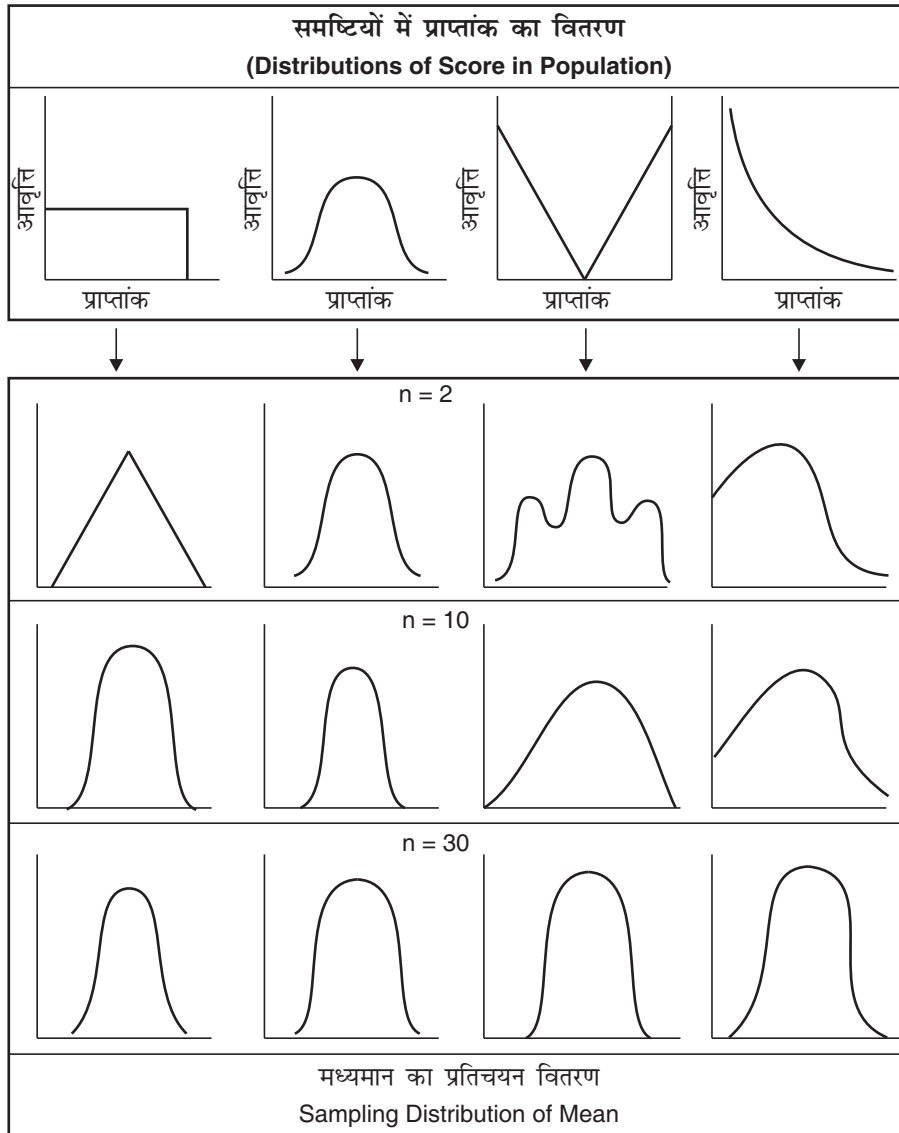 समष्टियों में प्राप्तांक का वितरण
(Distributions of Score in Population)
आवृत्ति
प्राप्तांक
आवृत्ति
प्राप्तांक
आवृत्ति
प्राप्तांक
आवृत्ति
प्राप्तांक
n = 2
n = 10
n = 30
मध्यमान का प्रतिचयन वितरण
Sampling Distribution of Mean